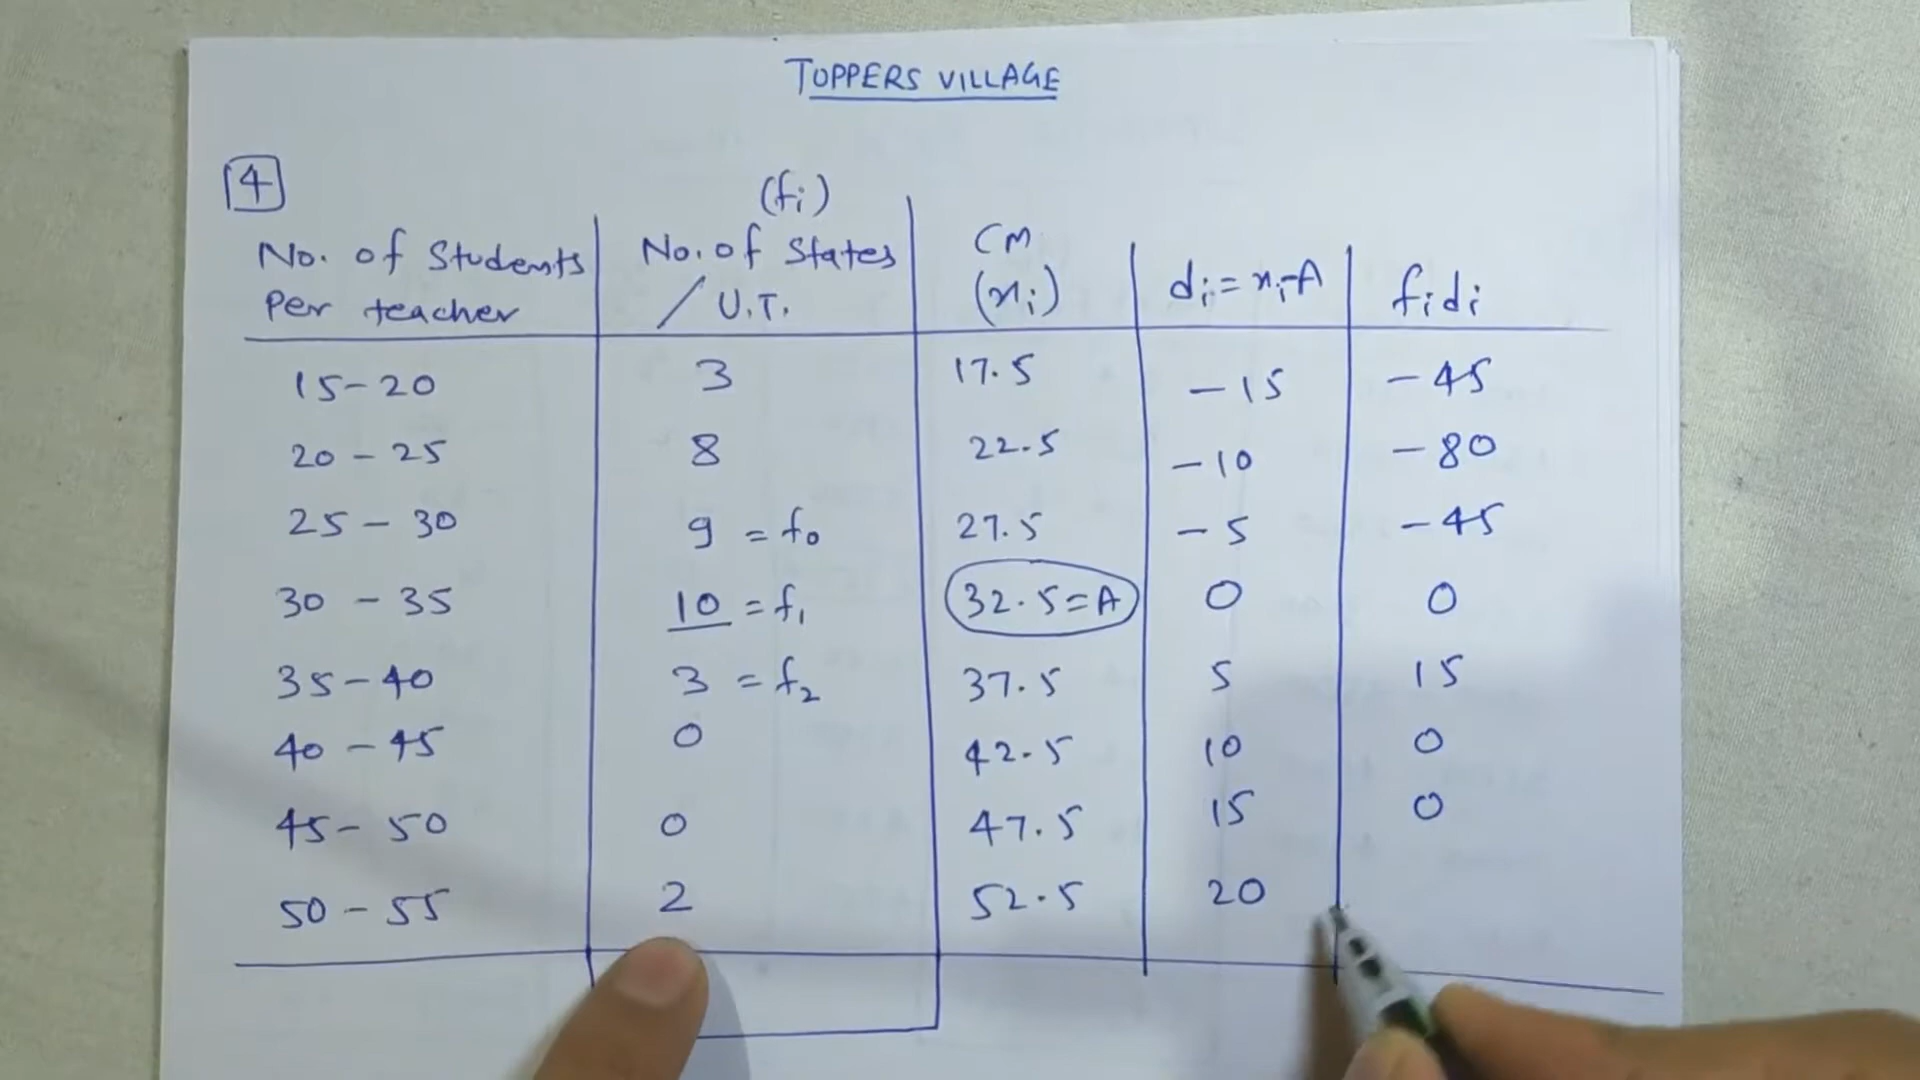 TOPPERS VILLAGE
4
(fi)
No. of Students Per teacher | No. of States / U.T. | CM (xi) | di = xi-A | fidi
15-20 | 3 | 17.5 | -15 | -45
20-25 | 8 | 22.5 | -10 | -80
25-30 | 9 = f0 | 27.5 | -5 | -45
30-35 | 10 = f1 | 32.5=A | 0 | 0
35-40 | 3 = f2 | 37.5 | 5 | 15
40-45 | 0 | 42.5 | 10 | 0
45-50 | 0 | 47.5 | 15 | 0
50-55 | 2 | 52.5 | 20